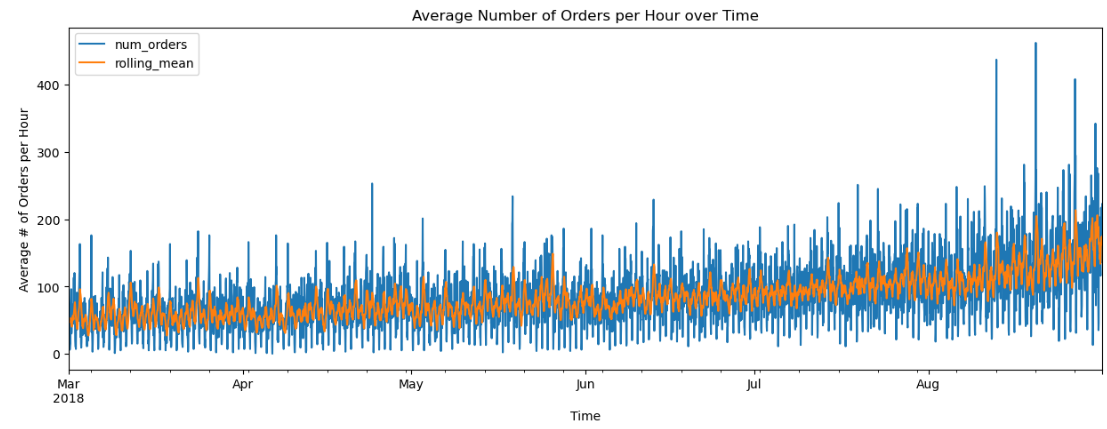 Average Number of Orders per Hour over Time
num_orders
rolling_mean
Average # of Orders per Hour
400
300
200
100
0
Mar
2018
Apr
May
Jun
Jul
Aug
Time